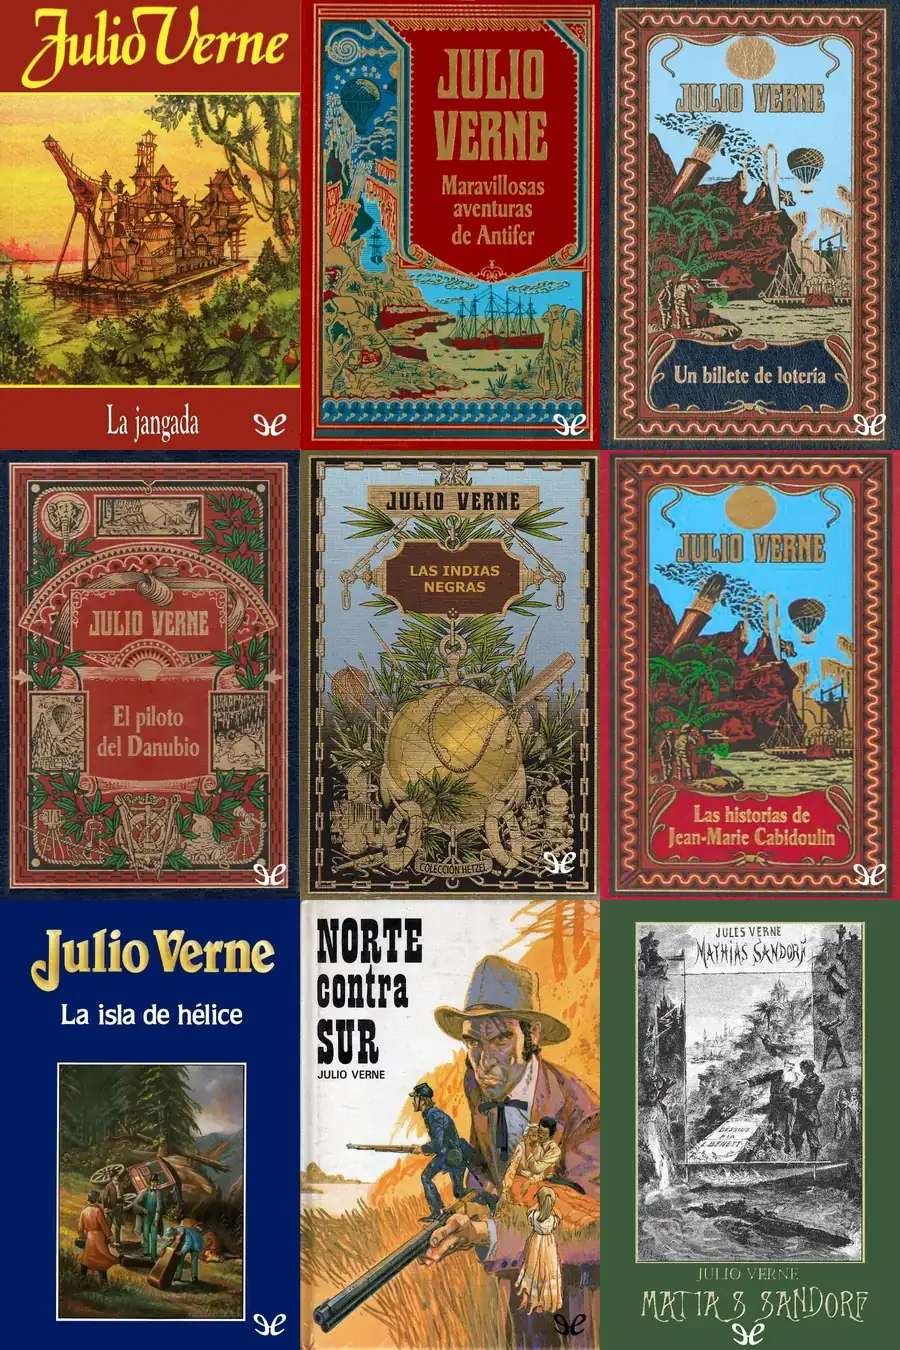 Julio Verne
La jangada
JULIO
VERNE
Maravillosas
aventuras
de Antifer
JULIO VERNE
Un billete de lotería
JULIO VERNE
El piloto
del Danubio
JULIO VERNE
LAS INDIAS
NEGRAS
COLECCIÓN HETZEL
JULIO VERNE
Las historias de
Jean-Marie Cabidoulin
Julio Verne
La isla de hélice
NORTE
contra
SUR
JULIO VERNE
JULES VERNE
MATHIAS SANDORF
DESSINS
PAR
L. BENETT
JULIO VERNE
MATIAS SANDORF